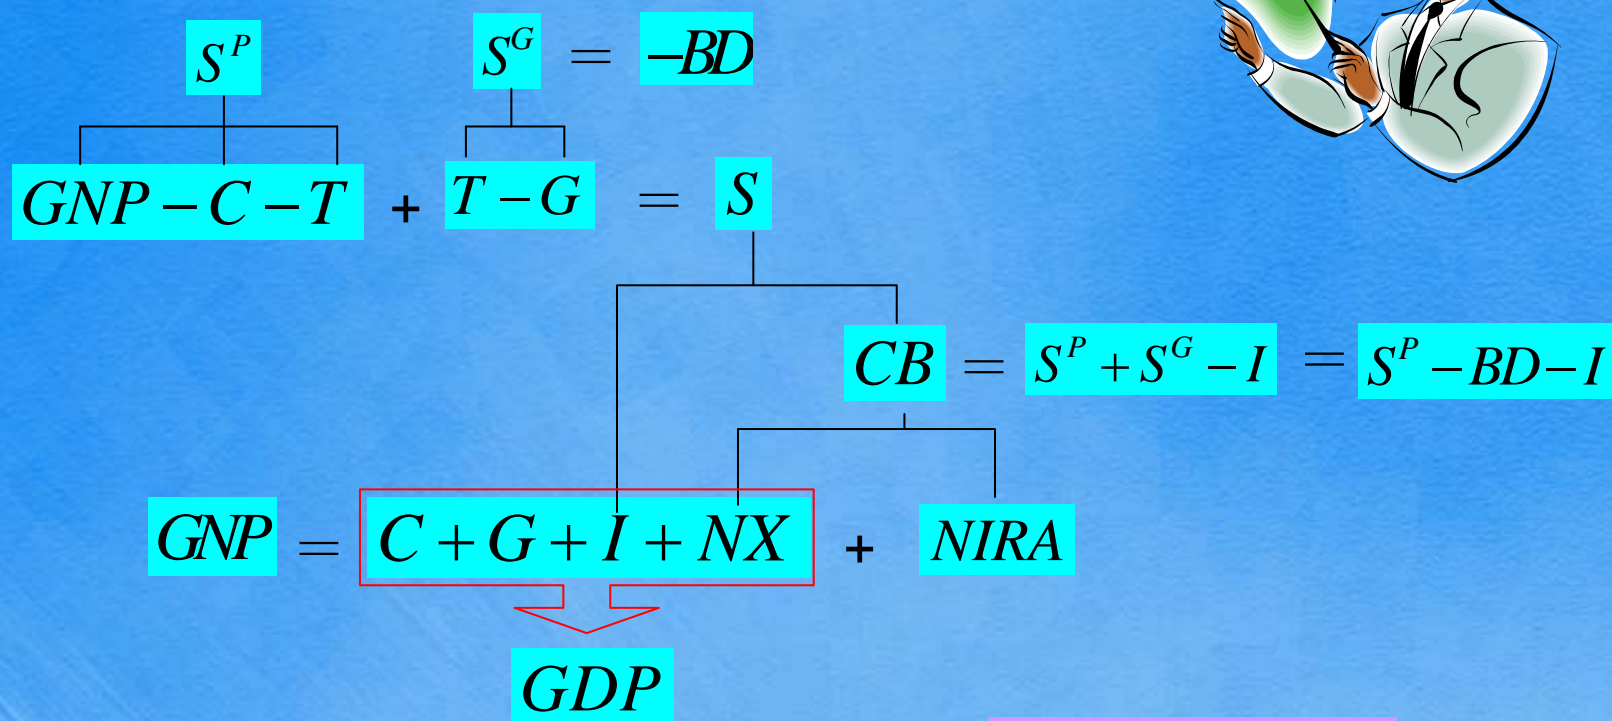 S^P
S^G = −BD
GNP − C − T + T − G = S
CB = S^P + S^G − I = S^P − BD − I
GNP = C + G + I + NX + NIRA
GDP